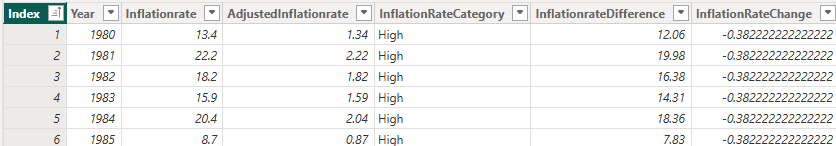 Index Year Inflationrate AdjustedInflationrate InflationRateCategory InflationrateDifference InflationRateChange
1 1980 13.4 1.34 High 12.06 -0.382222222222222
2 1981 22.2 2.22 High 19.98 -0.382222222222222
3 1982 18.2 1.82 High 16.38 -0.382222222222222
4 1983 15.9 1.59 High 14.31 -0.382222222222222
5 1984 20.4 2.04 High 18.36 -0.382222222222222
6 1985 8.7 0.87 High 7.83 -0.382222222222222